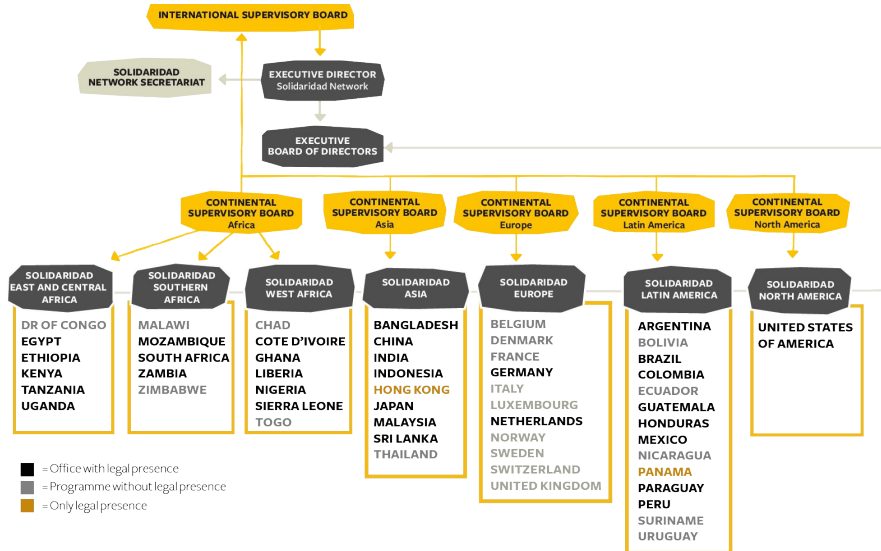 INTERNATIONAL SUPERVISORY BOARD
SOLIDARIDAD
NETWORK SECRETARIAT
EXECUTIVE DIRECTOR
Solidaridad Network
EXECUTIVE
BOARD OF DIRECTORS
CONTINENTAL
SUPERVISORY BOARD
Africa
CONTINENTAL
SUPERVISORY BOARD
Asia
CONTINENTAL
SUPERVISORY BOARD
Europe
CONTINENTAL
SUPERVISORY BOARD
Latin America
CONTINENTAL
SUPERVISORY BOARD
North America
SOLIDARIDAD
EAST AND CENTRAL
AFRICA
DR OF CONGO
EGYPT
ETHIOPIA
KENYA
TANZANIA
UGANDA
SOLIDARIDAD
SOUTHERN
AFRICA
MALAWI
MOZAMBIQUE
SOUTH AFRICA
ZAMBIA
ZIMBABWE
SOLIDARIDAD
WEST AFRICA
CHAD
COTE D'IVOIRE
GHANA
LIBERIA
NIGERIA
SIERRA LEONE
TOGO
SOLIDARIDAD
ASIA
BANGLADESH
CHINA
INDIA
INDONESIA
HONG KONG
JAPAN
MALAYSIA
SRI LANKA
THAILAND
SOLIDARIDAD
EUROPE
BELGIUM
DENMARK
FRANCE
GERMANY
ITALY
LUXEMBOURG
NETHERLANDS
NORWAY
SWEDEN
SWITZERLAND
UNITED KINGDOM
SOLIDARIDAD
LATIN AMERICA
ARGENTINA
BOLIVIA
BRAZIL
COLOMBIA
ECUADOR
GUATEMALA
HONDURAS
MEXICO
NICARAGUA
PANAMA
PARAGUAY
PERU
SURINAME
URUGUAY
SOLIDARIDAD
NORTH AMERICA
UNITED STATES
OF AMERICA
= Office with legal presence
= Programme without legal presence
= Only legal presence